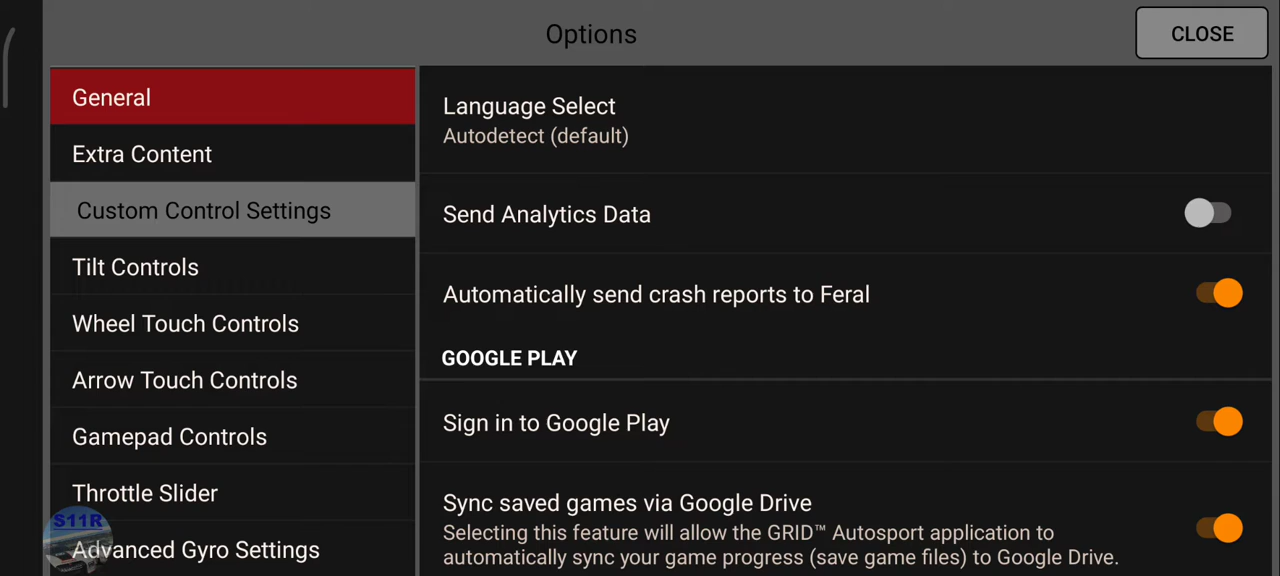 Options
CLOSE
General
Extra Content
Custom Control Settings
Tilt Controls
Wheel Touch Controls
Arrow Touch Controls
Gamepad Controls
Throttle Slider
Advanced Gyro Settings
S11R
Language Select
Autodetect (default)
Send Analytics Data
Automatically send crash reports to Feral
GOOGLE PLAY
Sign in to Google Play
Sync saved games via Google Drive
Selecting this feature will allow the GRID™ Autosport application to
automatically sync your game progress (save game files) to Google Drive.